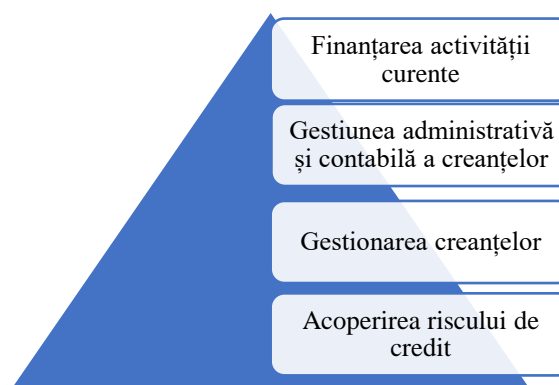 Finanțarea activității
curente
Gestiunea administrativă
și contabilă a creanțelor
Gestionarea creanțelor
Acoperirea riscului de
credit